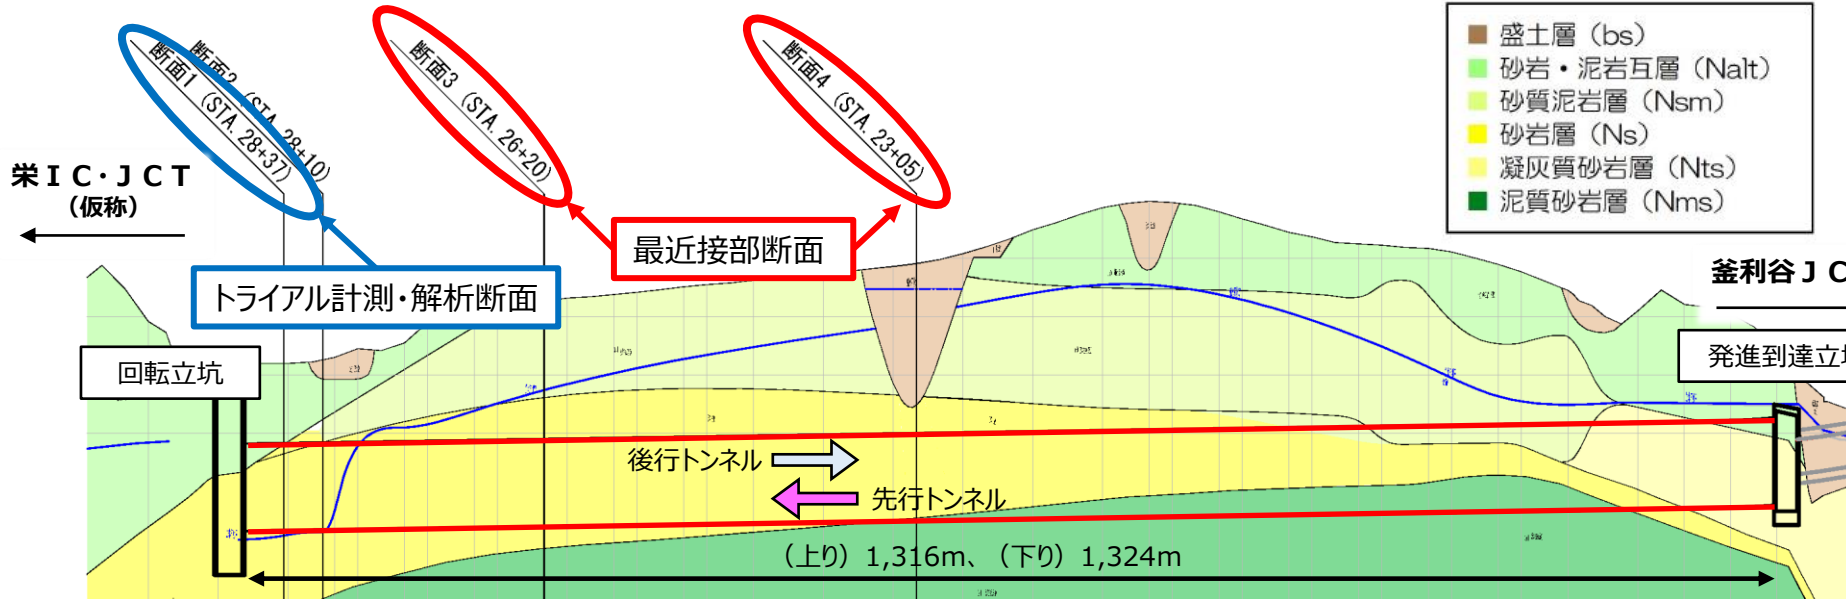 断面1 (STA. 28+37)
断面2 (STA. 28+10)
断面3 (STA. 26+20)
断面4 (STA. 23+05)
盛土層（bs）
砂岩・泥岩互層（Nalt）
砂質泥岩層（Nsm）
砂岩層（Ns）
凝灰質砂岩層（Nts）
泥質砂岩層（Nms）
栄ＩＣ・ＪＣＴ
（仮称）
最近接部断面
トライアル計測・解析断面
釜利谷ＪＣ
回転立坑
発進到達立坑
後行トンネル
先行トンネル
（上り）1,316m、（下り）1,324m